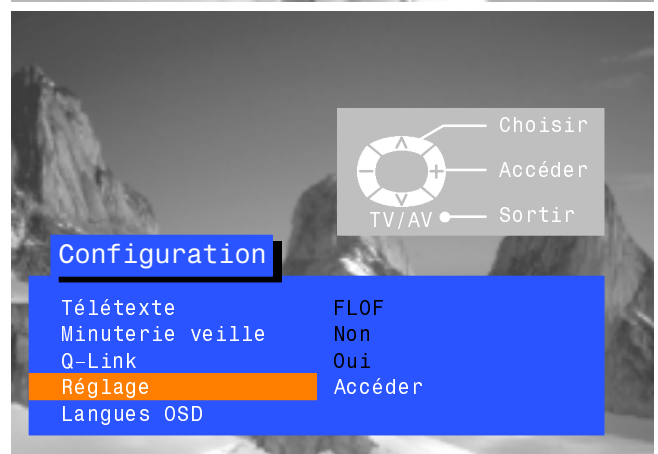 Choisir
Accéder
TV/AV Sortir
Configuration
Télétexte FLOF
Minuterie veille Non
Q-Link Oui
Réglage Accéder
Langues OSD